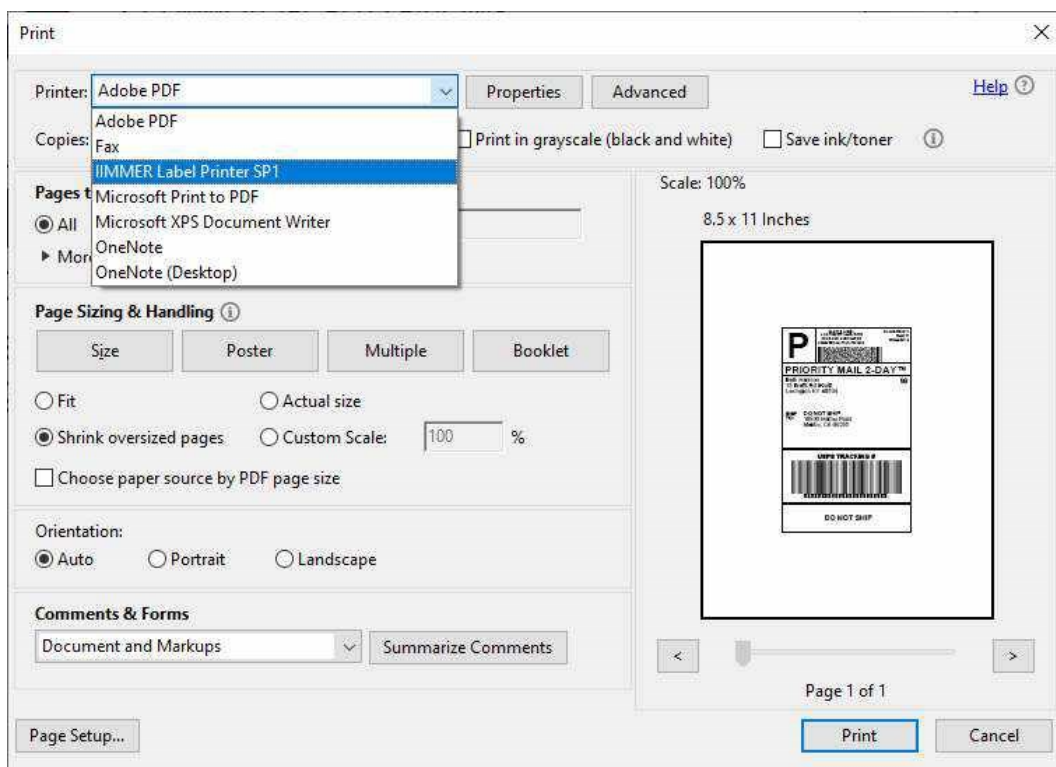 Print
Printer: Adobe PDF Properties Advanced Help
Adobe PDF
Copies: Print in grayscale (black and white) Save ink/toner
Fax
IIMMER Label Printer SP1
Microsoft Print to PDF
Pages t
All Microsoft XPS Document Writer
OneNote
More
OneNote (Desktop)
Page Sizing & Handling
Size Poster Multiple Booklet
Fit Actual size
Shrink oversized pages Custom Scale: 100 %
Choose paper source by PDF page size
Orientation:
Auto Portrait Landscape
Comments & Forms
Document and Markups Summarize Comments
Page Setup...
Scale: 100%
8.5 x 11 Inches
P
PRIORITY MAIL 2-DAY™
DO NOT SHIP
USPS TRACKING #
DO NOT SHIP
< >
Page 1 of 1
Print Cancel